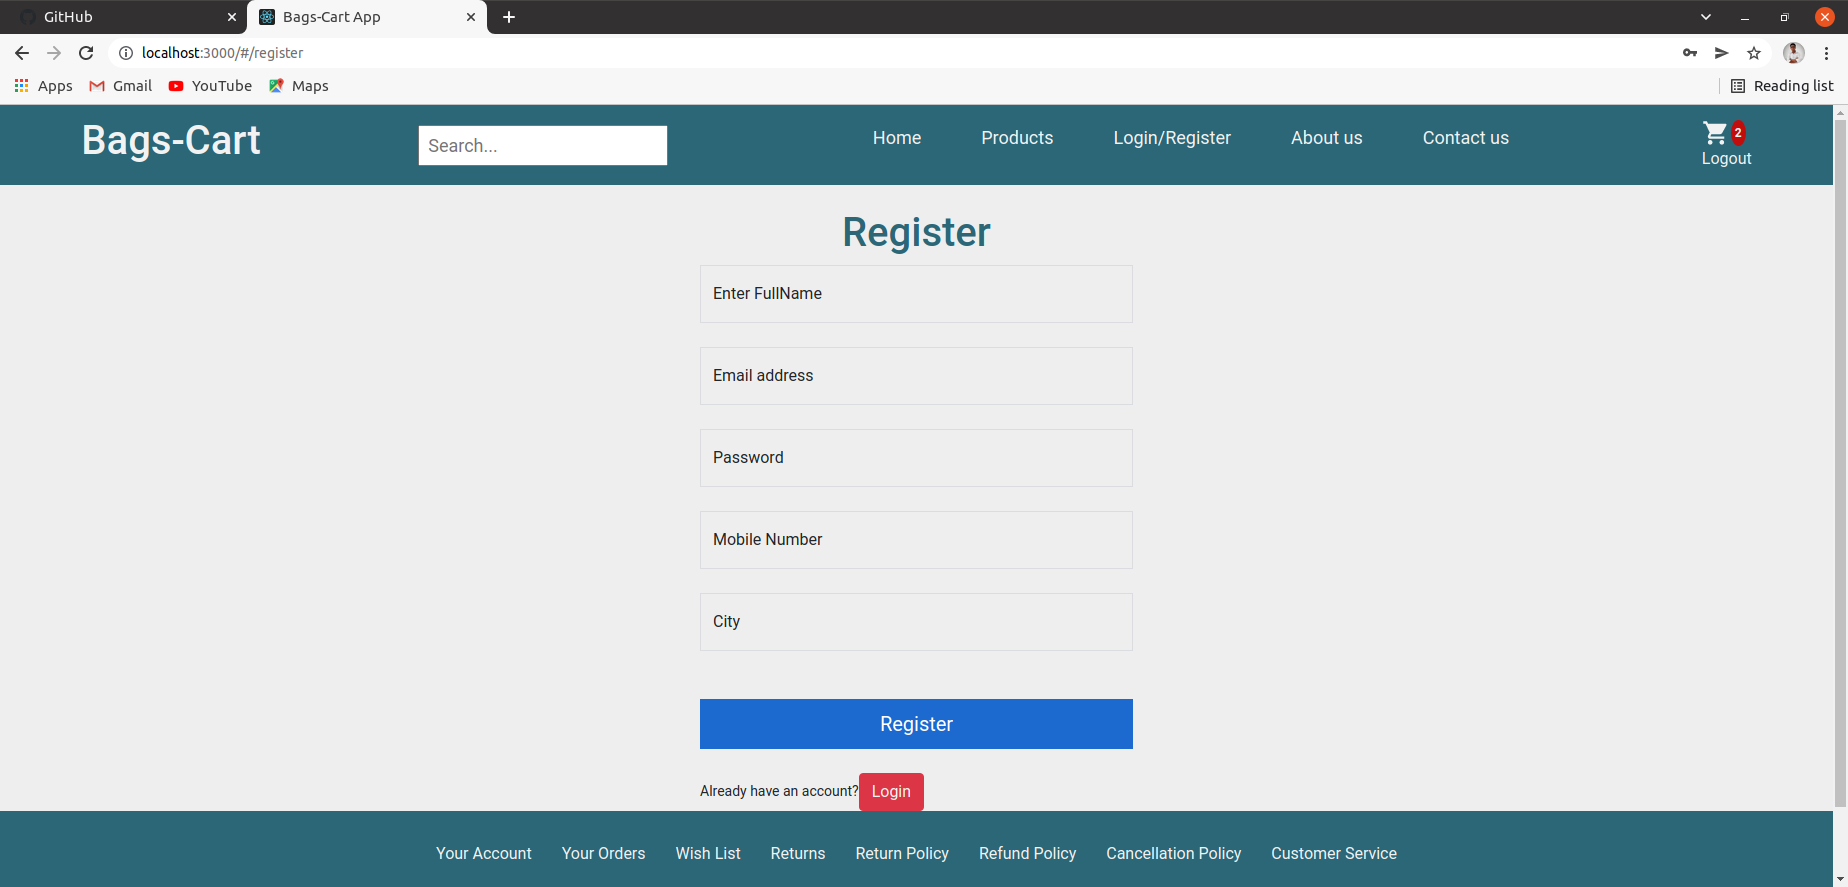 GitHub
Bags-Cart App
localhost:3000/#/register
Apps Gmail YouTube Maps Reading list
Bags-Cart Search... Home Products Login/Register About us Contact us 2
Logout
Register
Enter FullName
Email address
Password
Mobile Number
City
Register
Already have an account? Login
Your Account Your Orders Wish List Returns Return Policy Refund Policy Cancellation Policy Customer Service